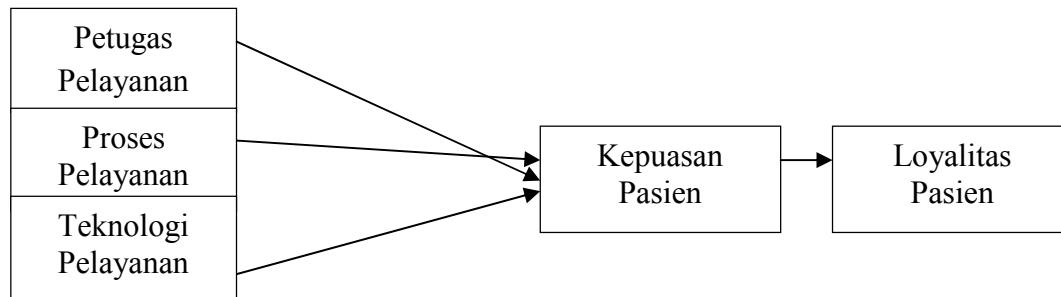 Petugas
Pelayanan
Proses
Pelayanan
Teknologi
Pelayanan
Kepuasan
Pasien
Loyalitas
Pasien